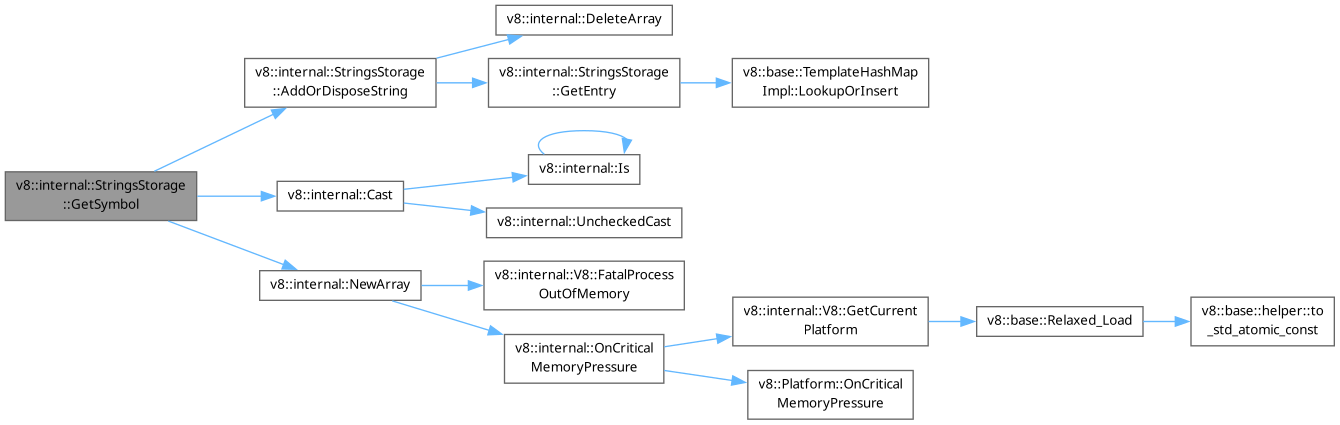 v8::internal::DeleteArray
v8::internal::StringsStorage
::AddOrDisposeString
v8::internal::StringsStorage
::GetEntry
v8::base::TemplateHashMap
Impl::LookupOrInsert
v8::internal::Is
v8::internal::StringsStorage
::GetSymbol
v8::internal::Cast
v8::internal::UncheckedCast
v8::internal::NewArray
v8::internal::V8::FatalProcess
OutOfMemory
v8::internal::V8::GetCurrent
Platform
v8::base::Relaxed_Load
v8::base::helper::to
_std_atomic_const
v8::internal::OnCritical
MemoryPressure
v8::Platform::OnCritical
MemoryPressure